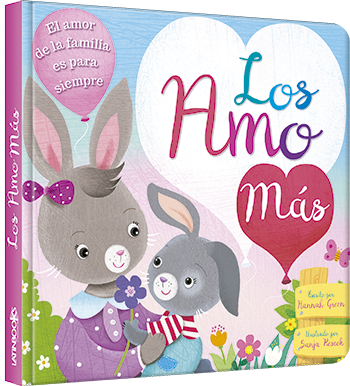 El amor
de la familia
es para
siempre
Los
Amo
Más
Los Amo Más
Escrito por
Hannah Green
Ilustrado por
Sanja Rescek